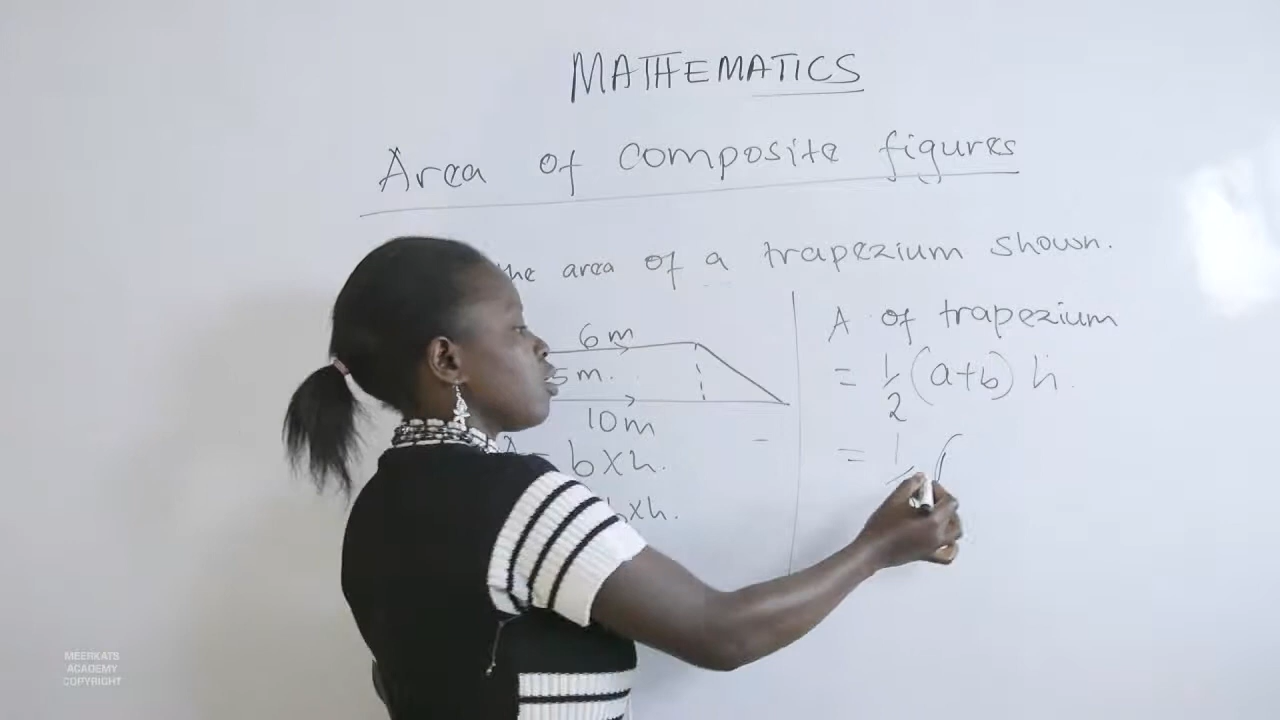 MATHEMATICS
Area of composite figures
the area of a trapezium shown.
6m
5m.
10m
= b×h.
b×h.
A of trapezium
= 1/2 (a+b) h.
= 1 (
MEERKATS
ACADEMY
COPYRIGHT